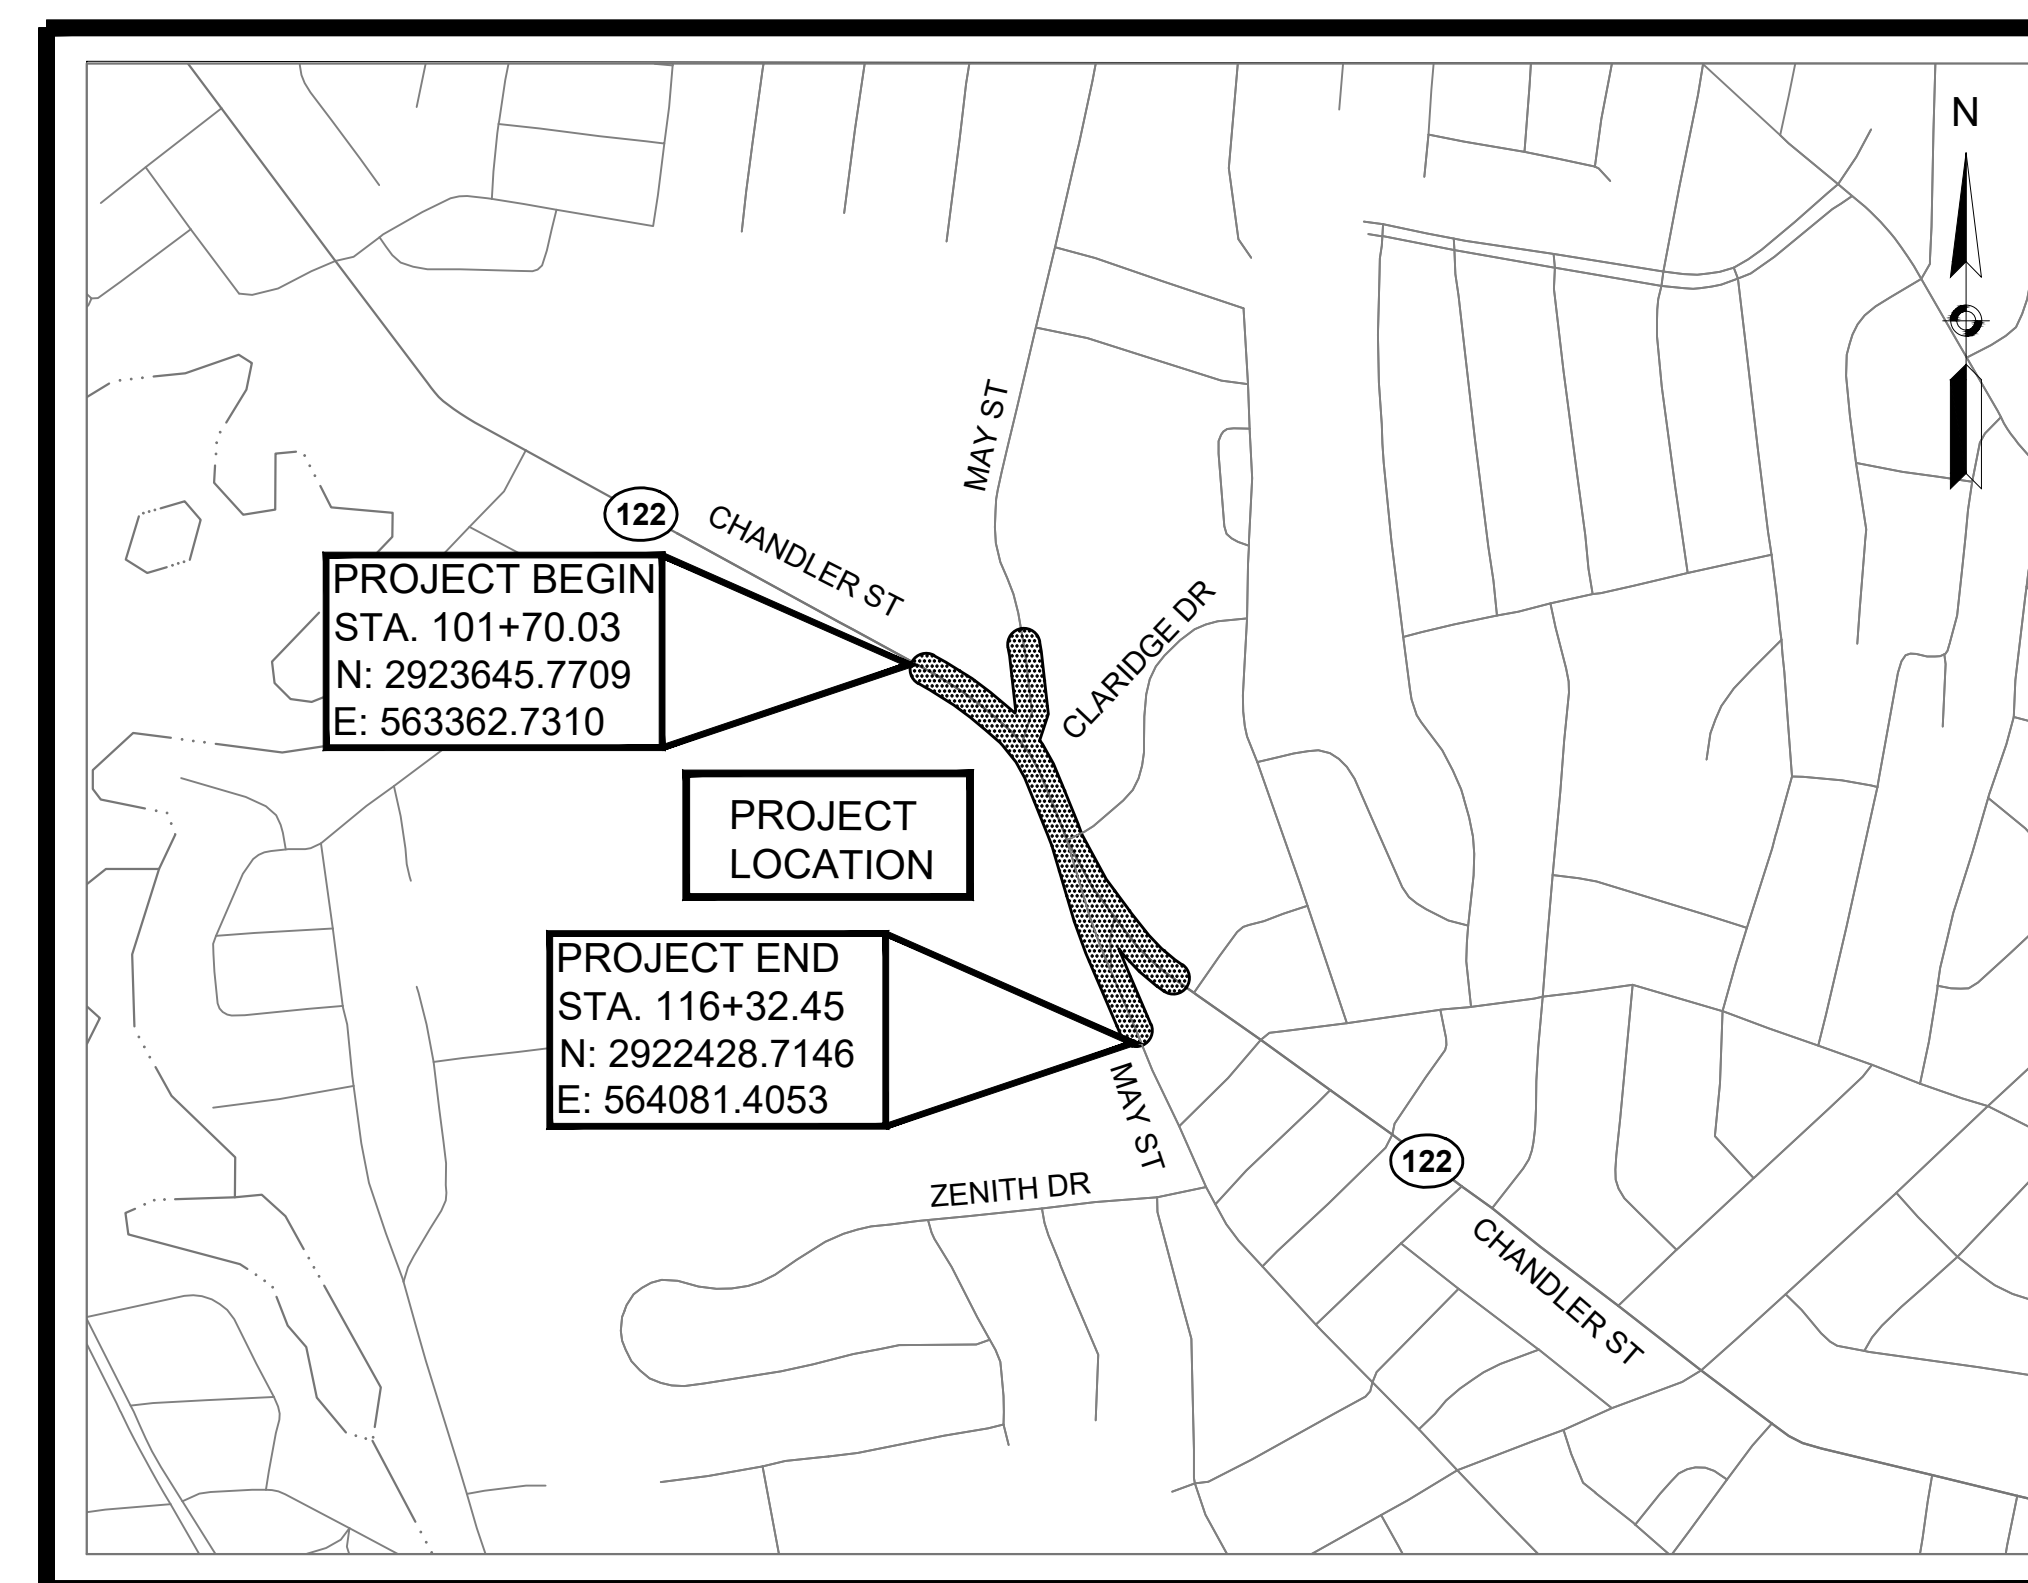 N
MAY ST
122
CHANDLER ST
PROJECT BEGIN
STA. 101+70.03
N: 2923645.7709
E: 563362.7310
CLARIDGE DR
PROJECT
LOCATION
PROJECT END
STA. 116+32.45
N: 2922428.7146
E: 564081.4053
MAY ST
ZENITH DR
122
CHANDLER ST